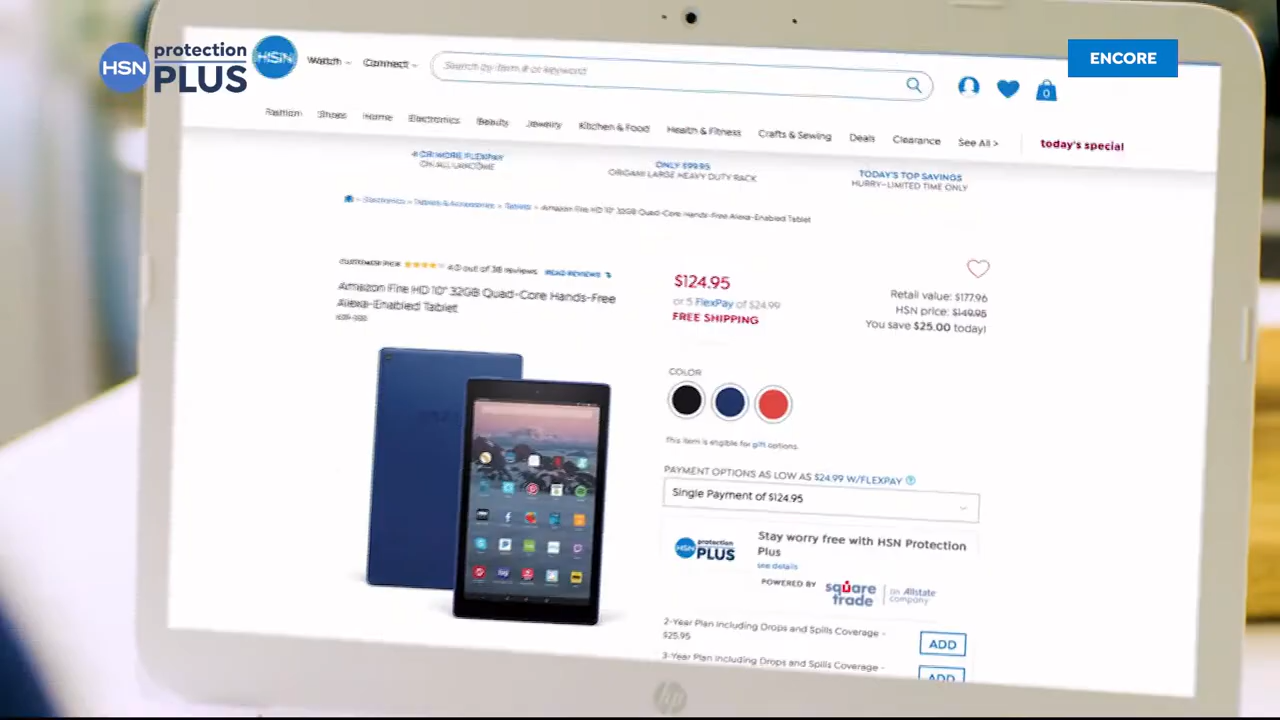 HSN protection PLUS
ENCORE
HSN Watch Connect Search by item # or keyword 0
Fashion Shoes Home Electronics Beauty Jewelry Kitchen & Food Health & Fitness Crafts & Sewing Deals Clearance See All > today's special
4 OR MORE FLEXPAY
ON ALL LANCOME
ONLY $99.95
ORIGAMI LARGE HEAVY DUTY RACK
TODAY'S TOP SAVINGS
HURRY–LIMITED TIME ONLY
Electronics > Tablets & Accessories > Tablets > Amazon Fire HD 10" 32GB Quad-Core Hands-Free Alexa-Enabled Tablet
CUSTOMER PICK 4.0 out of 38 reviews READ REVIEWS
Amazon Fire HD 10" 32GB Quad-Core Hands-Free
Alexa-Enabled Tablet
$124.95
or 5 FlexPay of $24.99
FREE SHIPPING
Retail value: $177.96
HSN price: $149.95
You save $25.00 today!
COLOR
This item is eligible for gift options.
PAYMENT OPTIONS AS LOW AS $24.99 W/FLEXPAY ?
Single Payment of $124.95
HSN protection PLUS
Stay worry free with HSN Protection
Plus
see details
POWERED BY square trade | an Allstate company
2-Year Plan Including Drops and Spills Coverage -
$25.95
ADD
3-Year Plan Including Drops and Spills Coverage -
ADD
hp